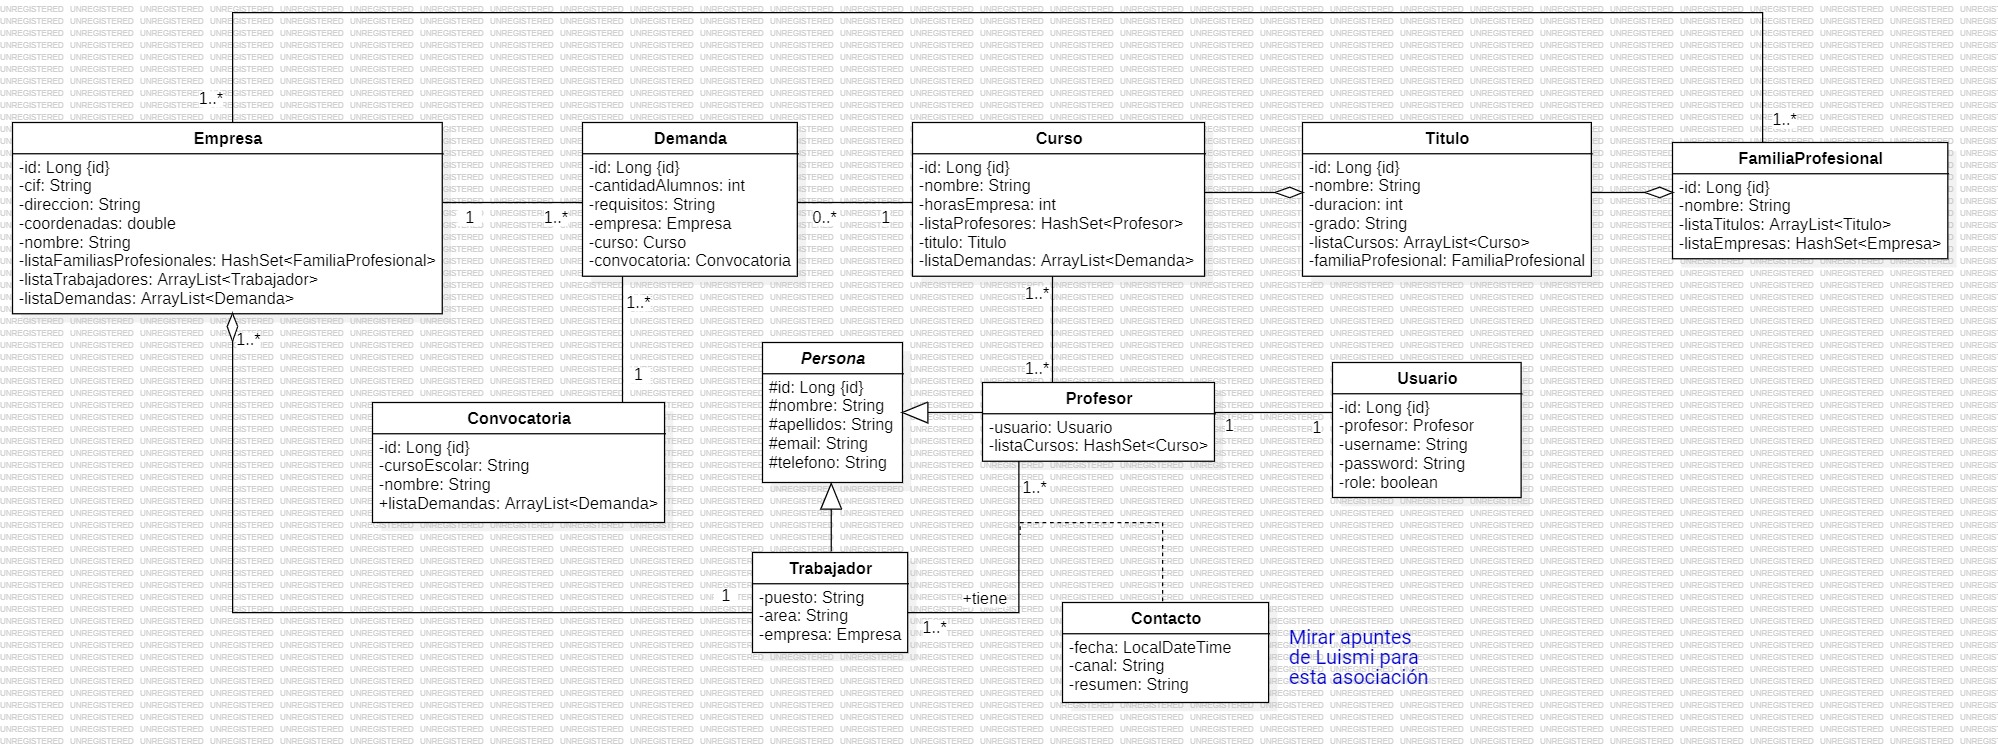 1..*
1..*
Empresa
-id: Long {id}
-cif: String
-direccion: String
-coordenadas: double
-nombre: String
-listaFamiliasProfesionales: HashSet<FamiliaProfesional>
-listaTrabajadores: ArrayList<Trabajador>
-listaDemandas: ArrayList<Demanda>
1
1..*
Demanda
-id: Long {id}
-cantidadAlumnos: int
-requisitos: String
-empresa: Empresa
-curso: Curso
-convocatoria: Convocatoria
0..*
1
Curso
-id: Long {id}
-nombre: String
-horasEmpresa: int
-listaProfesores: HashSet<Profesor>
-titulo: Titulo
-listaDemandas: ArrayList<Demanda>
Titulo
-id: Long {id}
-nombre: String
-duracion: int
-grado: String
-listaCursos: ArrayList<Curso>
-familiaProfesional: FamiliaProfesional
FamiliaProfesional
-id: Long {id}
-nombre: String
-listaTitulos: ArrayList<Titulo>
-listaEmpresas: HashSet<Empresa>
1..*
1..*
1
1..*
1..*
Convocatoria
-id: Long {id}
-cursoEscolar: String
-nombre: String
+listaDemandas: ArrayList<Demanda>
Persona
#id: Long {id}
#nombre: String
#apellidos: String
#email: String
#telefono: String
Profesor
-usuario: Usuario
-listaCursos: HashSet<Curso>
1
1
Usuario
-id: Long {id}
-profesor: Profesor
-username: String
-password: String
-role: boolean
1..*
1
Trabajador
-puesto: String
-area: String
-empresa: Empresa
+tiene
1..*
Contacto
-fecha: LocalDateTime
-canal: String
-resumen: String
Mirar apuntes
de Luismi para
esta asociación
UNREGISTERED